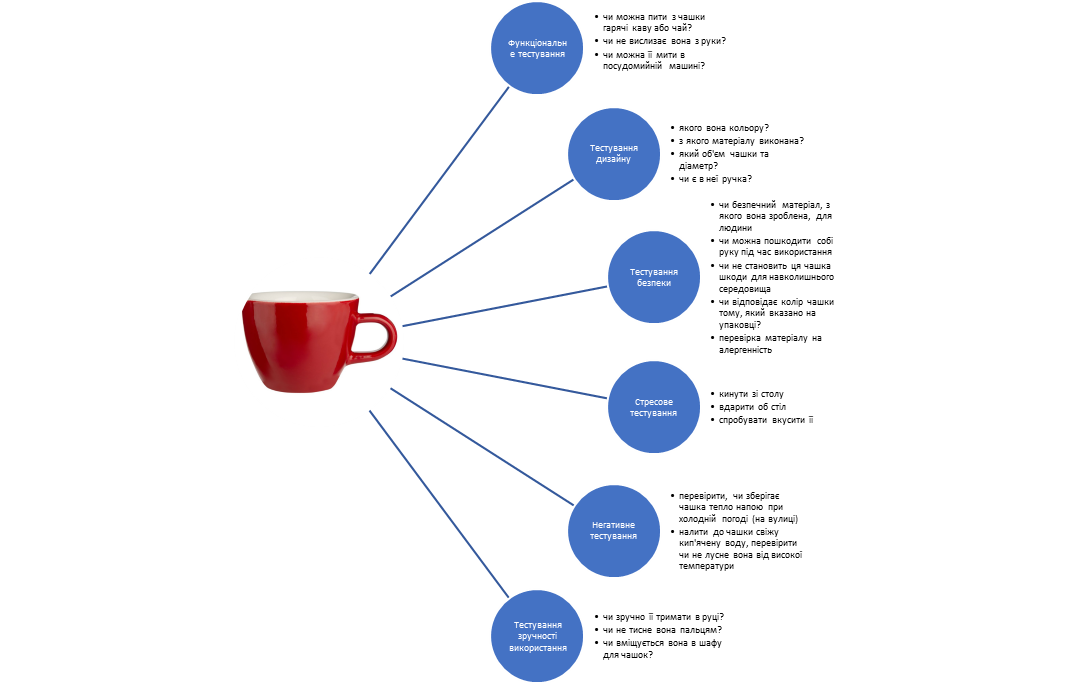 Функціональн
е тестування
• чи можна пити з чашки
гарячі каву або чай?
• чи не вислизає вона з руки?
• чи можна її мити в
посудомийній машині?
Тестування
дизайну
• якого вона кольору?
• з якого матеріалу виконана?
• який об'єм чашки та
діаметр?
• чи є в неї ручка?
Тестування
безпеки
• чи безпечний матеріал, з
якого вона зроблена, для
людини
• чи можна пошкодити собі
руку під час використання
• чи не становить ця чашка
шкоди для навколишнього
середовища
• чи відповідає колір чашки
тому, який вказано на
упаковці?
• перевірка матеріалу на
алергенність
Стресове
тестування
• кинути зі столу
• вдарити об стіл
• спробувати вкусити її
Негативне
тестування
• перевірити, чи зберігає
чашка тепло напою при
холодній погоді (на вулиці)
• налити до чашки свіжу
кип'ячену воду, перевірити
чи не лусне вона від високої
температури
Тестування
зручності
використання
• чи зручно її тримати в руці?
• чи не тисне вона пальцям?
• чи вміщується вона в шафу
для чашок?